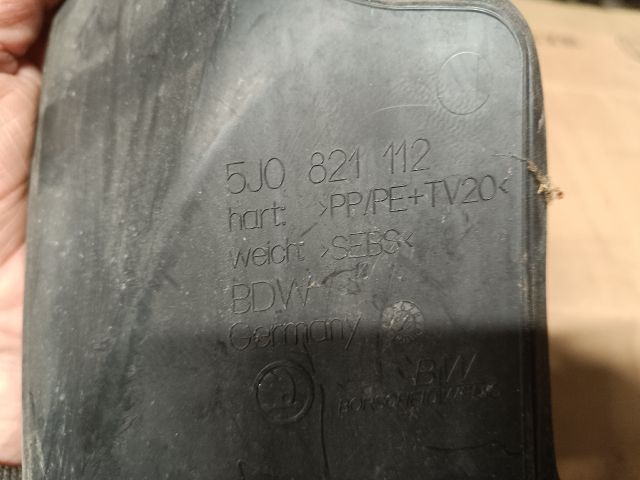 5J0 821 112
hart: >PP/PE+TV20<
weich: >SEBS<
BDW
Germany
BW